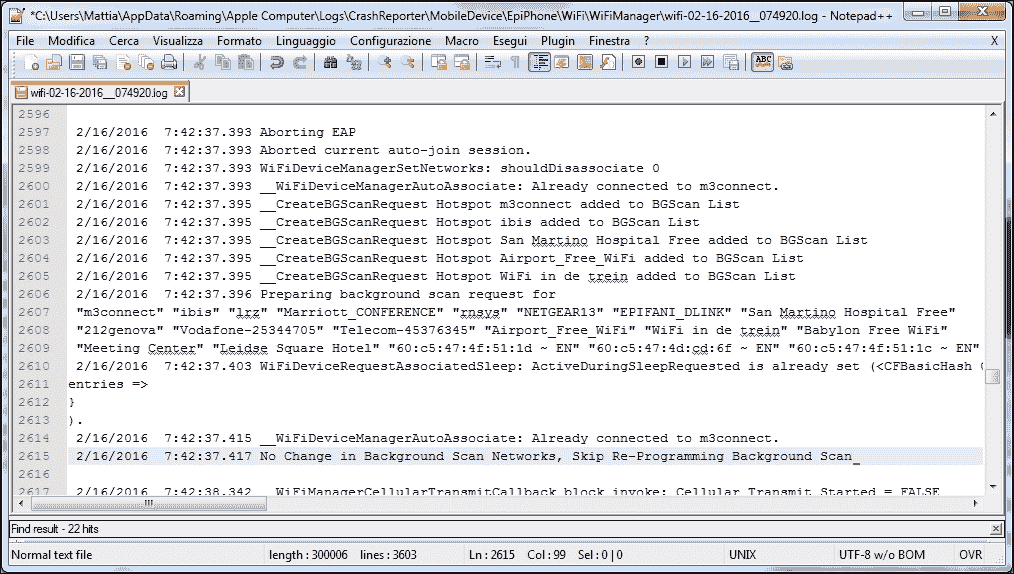 *C:\Users\Mattia\AppData\Roaming\Apple Computer\Logs\CrashReporter\MobileDevice\EpiPhone\WiFi\WiFiManager\wifi-02-16-2016__074920.log - Notepad++
File Modifica Cerca Visualizza Formato Linguaggio Configurazione Macro Esegui Plugin Finestra ? X
wifi-02-16-2016__074920.log
2596
2597 2/16/2016 7:42:37.393 Aborting EAP
2598 2/16/2016 7:42:37.393 Aborted current auto-join session.
2599 2/16/2016 7:42:37.393 WiFiDeviceManagerSetNetworks: shouldDisassociate 0
2600 2/16/2016 7:42:37.393 __WiFiDeviceManagerAutoAssociate: Already connected to m3connect.
2601 2/16/2016 7:42:37.395 __CreateBGScanRequest Hotspot m3connect added to BGScan List
2602 2/16/2016 7:42:37.395 __CreateBGScanRequest Hotspot ibis added to BGScan List
2603 2/16/2016 7:42:37.395 __CreateBGScanRequest Hotspot San Martino Hospital Free added to BGScan List
2604 2/16/2016 7:42:37.395 __CreateBGScanRequest Hotspot Airport_Free_WiFi added to BGScan List
2605 2/16/2016 7:42:37.395 __CreateBGScanRequest Hotspot WiFi in de trein added to BGScan List
2606 2/16/2016 7:42:37.396 Preparing background scan request for
2607 "m3connect" "ibis" "lrz" "Marriott_CONFERENCE" "rnsys" "NETGEAR13" "EPIFANI_DLINK" "San Martino Hospital Free"
2608 "212genova" "Vodafone-25344705" "Telecom-45376345" "Airport_Free_WiFi" "WiFi in de trein" "Babylon Free WiFi"
2609 "Meeting Center" "Leidse Square Hotel" "60:c5:47:4f:51:1d ~ EN" "60:c5:47:4d:cd:6f ~ EN" "60:c5:47:4f:51:1c ~ EN"
2610 2/16/2016 7:42:37.403 WiFiDeviceRequestAssociatedSleep: ActiveDuringSleepRequested is already set (<CFBasicHash
2611 entries =>
2612 }
2613 ).
2614 2/16/2016 7:42:37.415 __WiFiDeviceManagerAutoAssociate: Already connected to m3connect.
2615 2/16/2016 7:42:37.417 No Change in Background Scan Networks, Skip Re-Programming Background Scan
2616
2617 2/16/2016 7:42:38.342 __WiFiManagerCellularTransmitCallback_block_invoke: Cellular Transmit Started = FALSE
Find result - 22 hits
Normal text file length : 300006 lines : 3603 Ln : 2615 Col : 99 Sel : 0 | 0 UNIX UTF-8 w/o BOM OVR